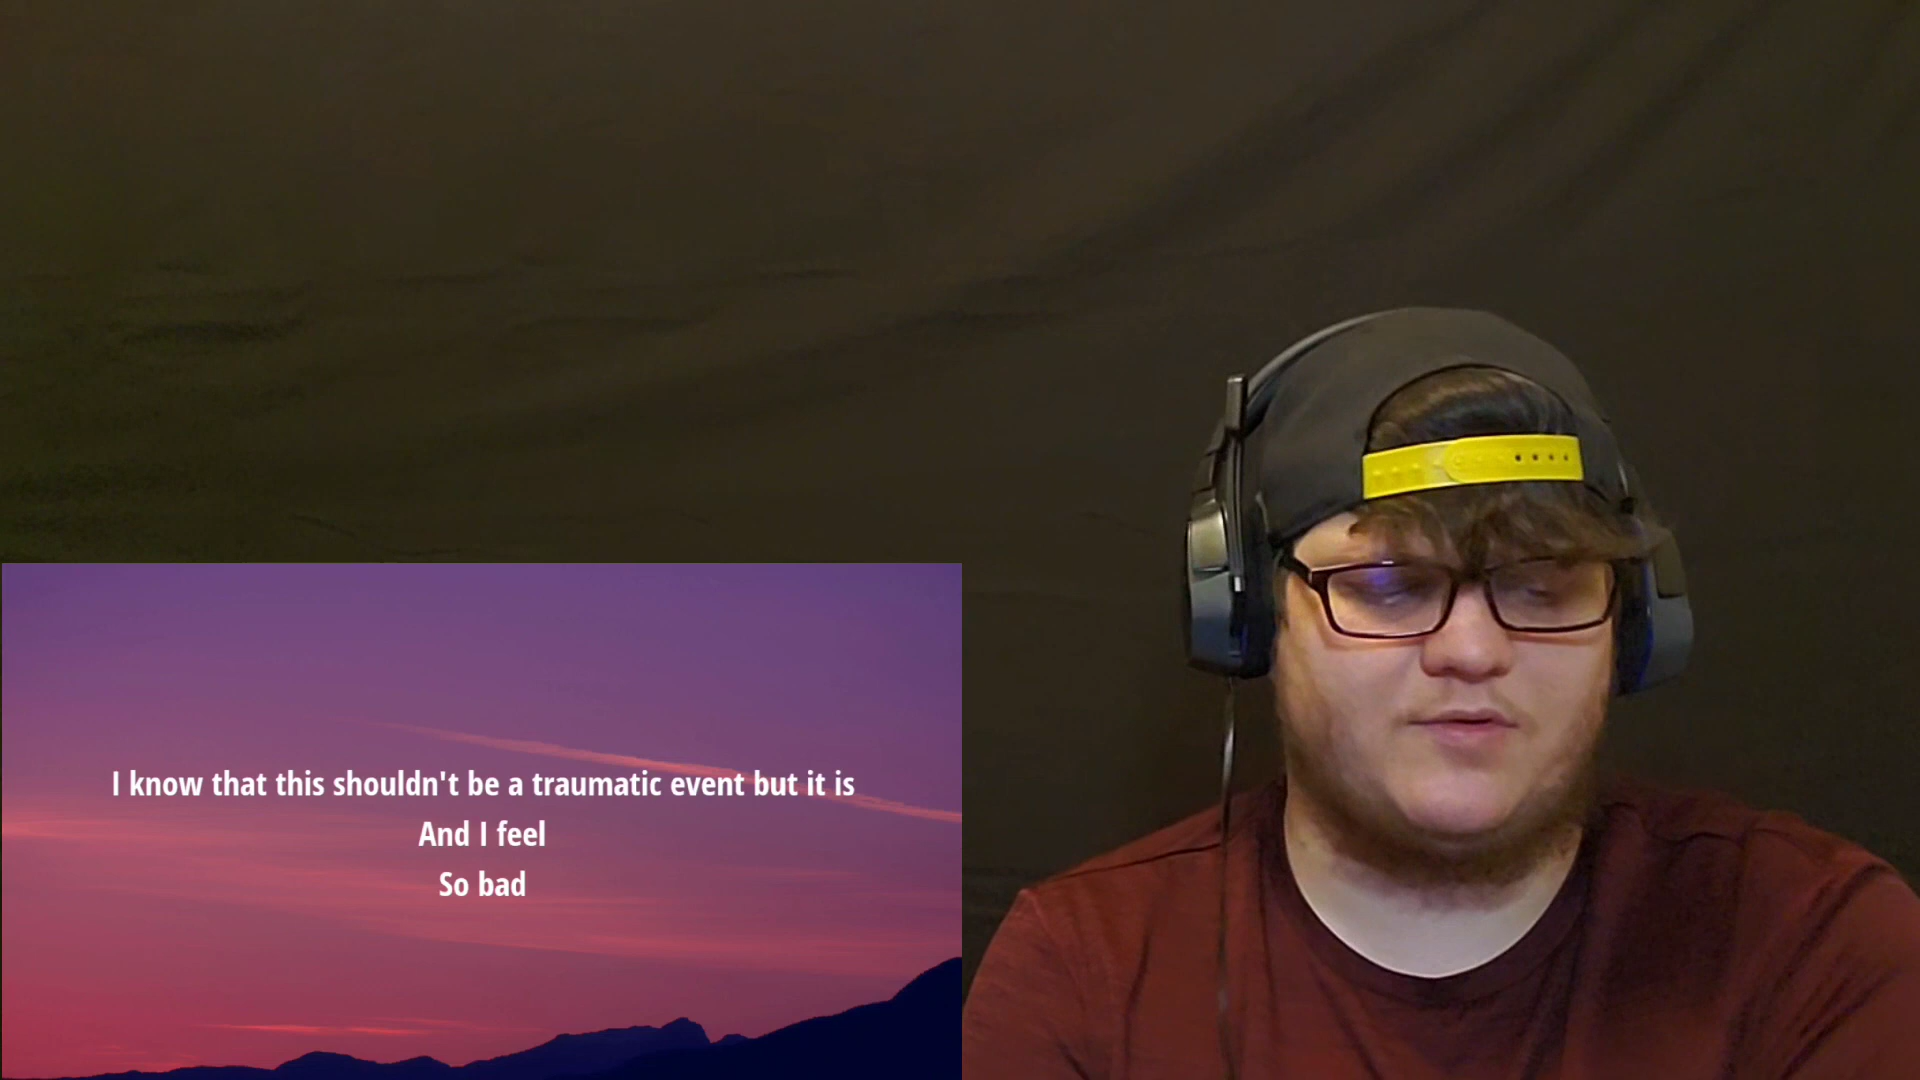 I know that this shouldn't be a traumatic event but it is
And I feel
So bad